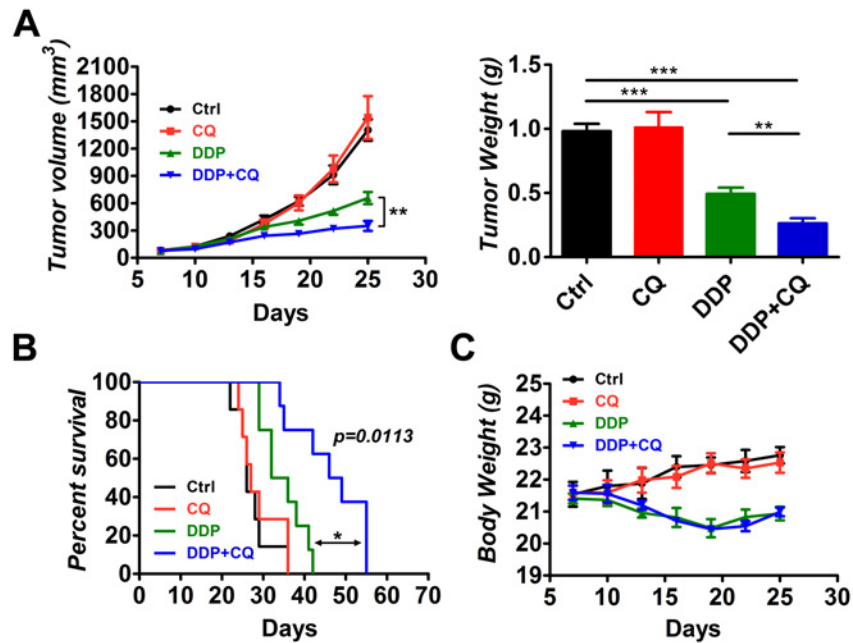 A
Tumor volume (mm³)
2100
1800
1500
1200
900
600
300
0
Ctrl
CQ
DDP
DDP+CQ
**
5 10 15 20 25 30
Days
Tumor Weight (g)
1.5
1.0
0.5
0.0
***
***
**
Ctrl
CQ
DDP
DDP+CQ
B
Percent survival
100
80
60
40
20
0
p=0.0113
Ctrl
CQ
DDP
DDP+CQ
*
0 10 20 30 40 50 60 70
Days
C
Body Weight (g)
25
24
23
22
21
20
19
Ctrl
CQ
DDP
DDP+CQ
5 10 15 20 25 30
Days